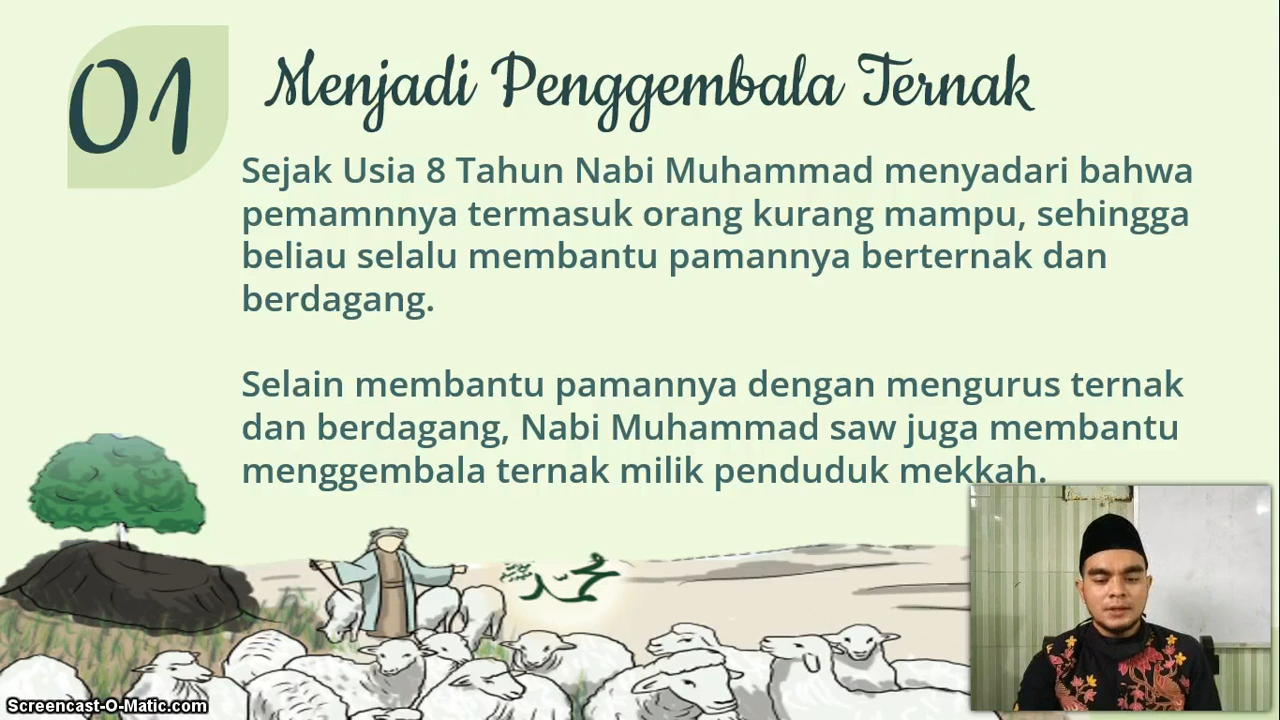 01
Menjadi Penggembala Ternak
Sejak Usia 8 Tahun Nabi Muhammad menyadari bahwa
pemamnnya termasuk orang kurang mampu, sehingga
beliau selalu membantu pamannya berternak dan
berdagang.
Selain membantu pamannya dengan mengurus ternak
dan berdagang, Nabi Muhammad saw juga membantu
menggembala ternak milik penduduk mekkah.
محمد
Screencast-O-Matic.com